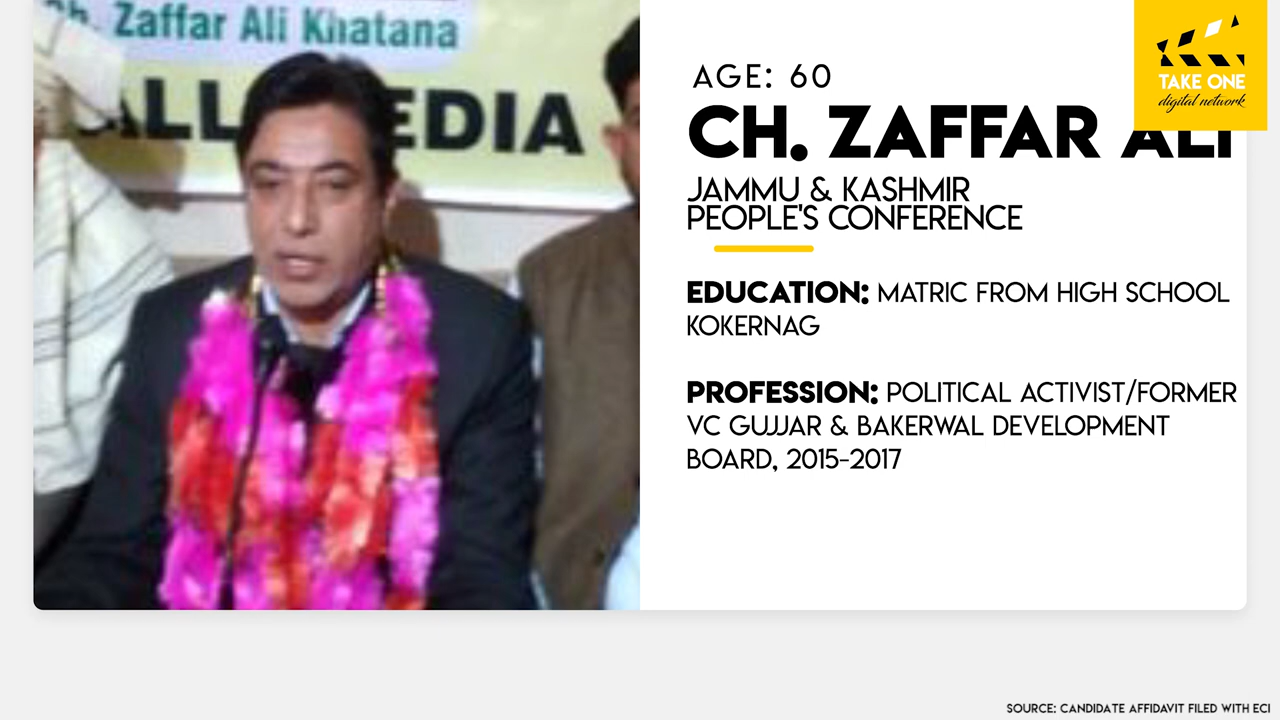 Ch. Zaffar Ali Khatana
ALL MEDIA
AGE: 60
CH. ZAFFAR ALI
JAMMU & KASHMIR
PEOPLE'S CONFERENCE
EDUCATION: MATRIC FROM HIGH SCHOOL
KOKERNAG
PROFESSION: POLITICAL ACTIVIST/FORMER
VC GUJJAR & BAKERWAL DEVELOPMENT
BOARD, 2015-2017
TAKE ONE
digital network
SOURCE: CANDIDATE AFFIDAVIT FILED WITH ECI